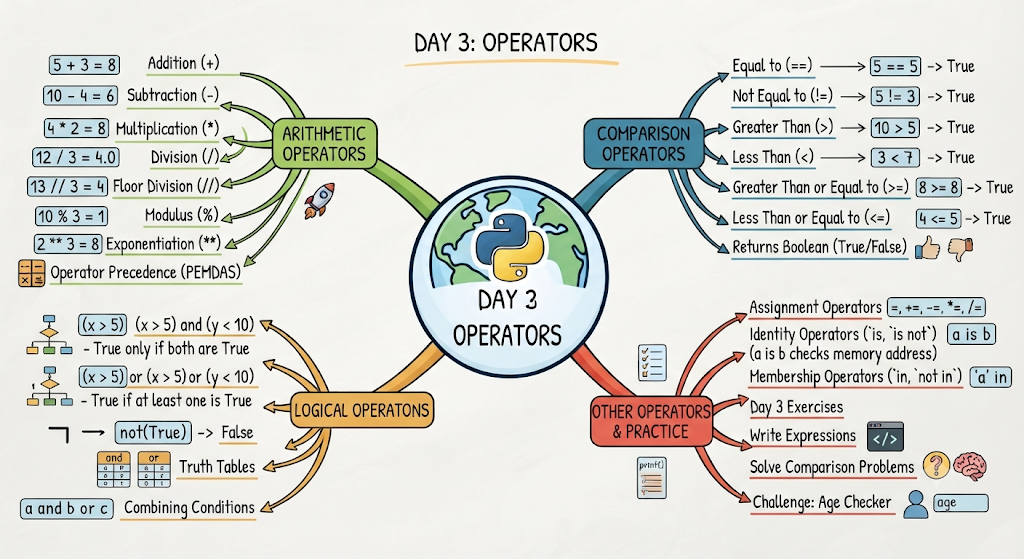 DAY 3: OPERATORS
5 + 3 = 8 Addition (+)
10 - 4 = 6 Subtraction (-)
4 * 2 = 8 Multiplication (*)
12 / 3 = 4.0 Division (/)
13 // 3 = 4 Floor Division (//)
10 % 3 = 1 Modulus (%)
2 ** 3 = 8 Exponentiation (**)
Operator Precedence (PEMDAS)
ARITHMETIC
OPERATORS
COMPARISON
OPERATORS
Equal to (==) → 5 == 5 -> True
Not Equal to (!=) → 5 != 3 -> True
Greater Than (>) → 10 > 5 -> True
Less Than (<) → 3 < 7 -> True
Greater Than or Equal to (>=) 8 >= 8 -> True
Less Than or Equal to (<=) 4 <= 5 -> True
Returns Boolean (True/False)
DAY 3
OPERATORS
(x > 5) (x > 5) and (y < 10)
- True only if both are True
(x > 5) or (x > 5) or (y < 10)
- True if at least one is True
¬ → not(True) -> False
and or Truth Tables
a and b or c Combining Conditions
LOGICAL OPERATONS
OTHER OPERATORS
& PRACTICE
Assignment Operators =, +=, -=, *=, /=
Identity Operators (`is, `is not`) a is b
(a is b checks memory address)
Membership Operators (`in, `not in`) 'a' in
Day 3 Exercises
Write Expressions </>
Solve Comparison Problems ?
Challenge: Age Checker age